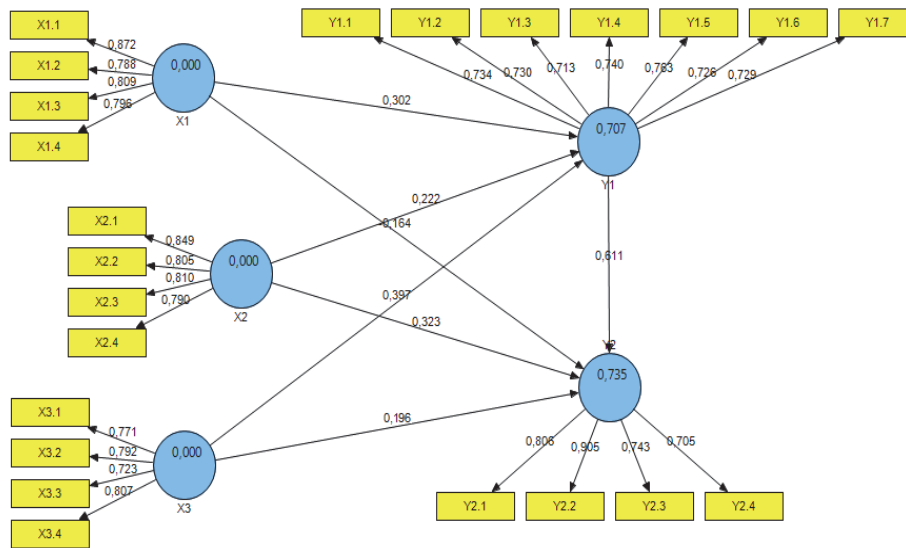 X1.1
0,872
X1.2
0,788
X1.3
0,809
X1.4
0,796
0,000
X1
Y1.1
Y1.2
Y1.3
Y1.4
Y1.5
Y1.6
Y1.7
0,734
0,730
0,713
0,740
0,763
0,726
0,729
0,707
Y1
0,302
0,222
-0,164
0,397
0,611
0,323
0,196
X2.1
0,849
X2.2
0,805
X2.3
0,810
X2.4
0,790
0,000
X2
X3.1
0,771
X3.2
0,792
X3.3
0,723
X3.4
0,807
0,000
X3
Y2
0,735
0,806
0,905
0,743
0,705
Y2.1
Y2.2
Y2.3
Y2.4